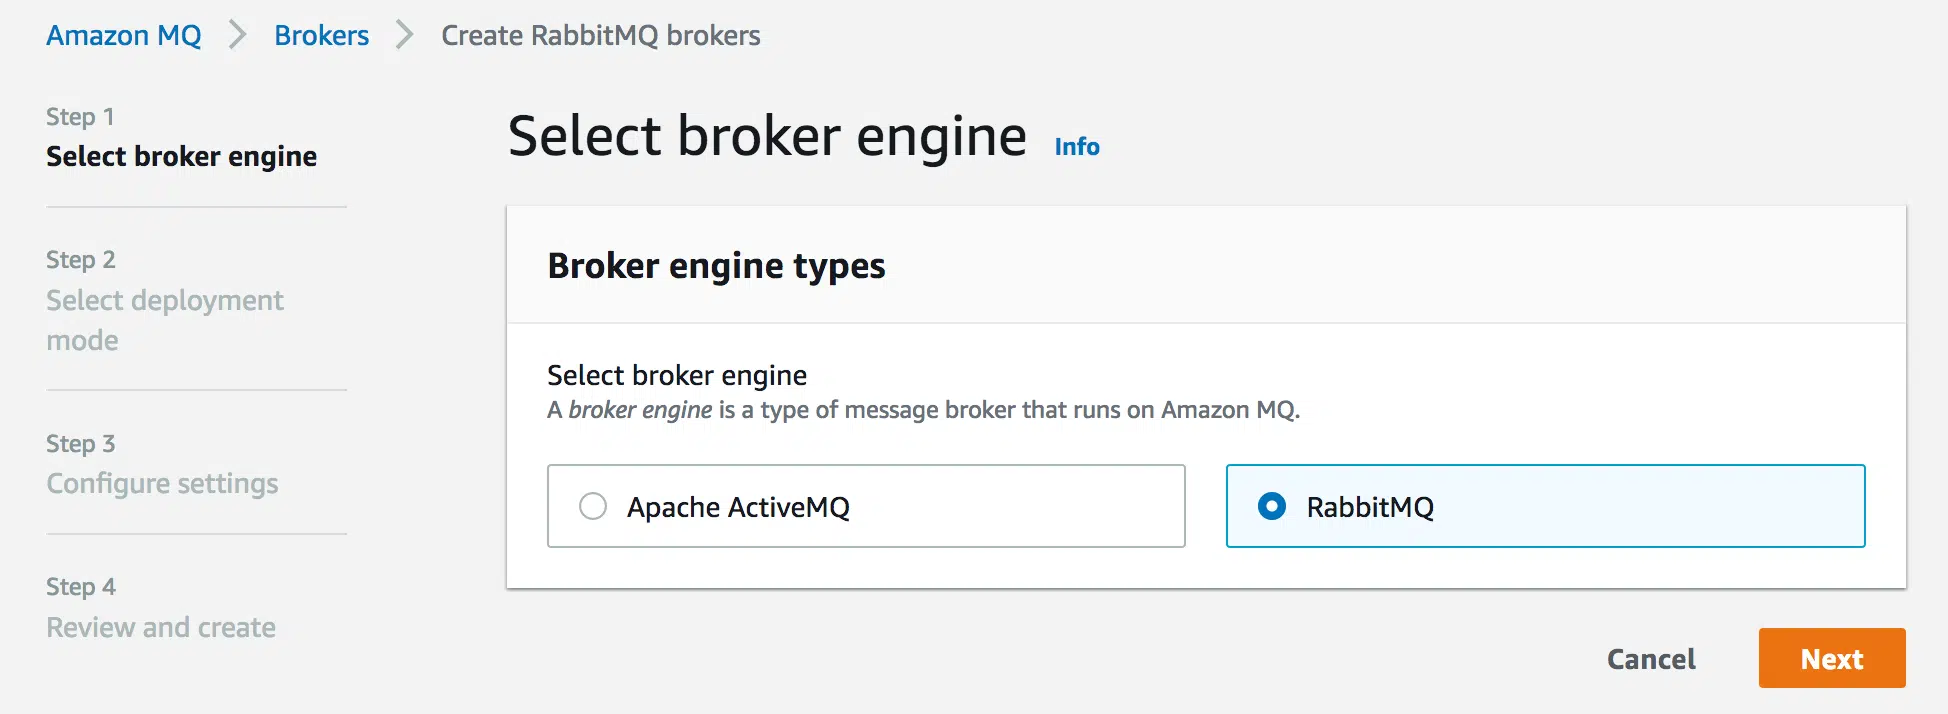 Amazon MQ > Brokers > Create RabbitMQ brokers
Step 1
Select broker engine
Step 2
Select deployment
mode
Step 3
Configure settings
Step 4
Review and create
Select broker engine Info
Broker engine types
Select broker engine
A broker engine is a type of message broker that runs on Amazon MQ.
Apache ActiveMQ
RabbitMQ
Cancel
Next